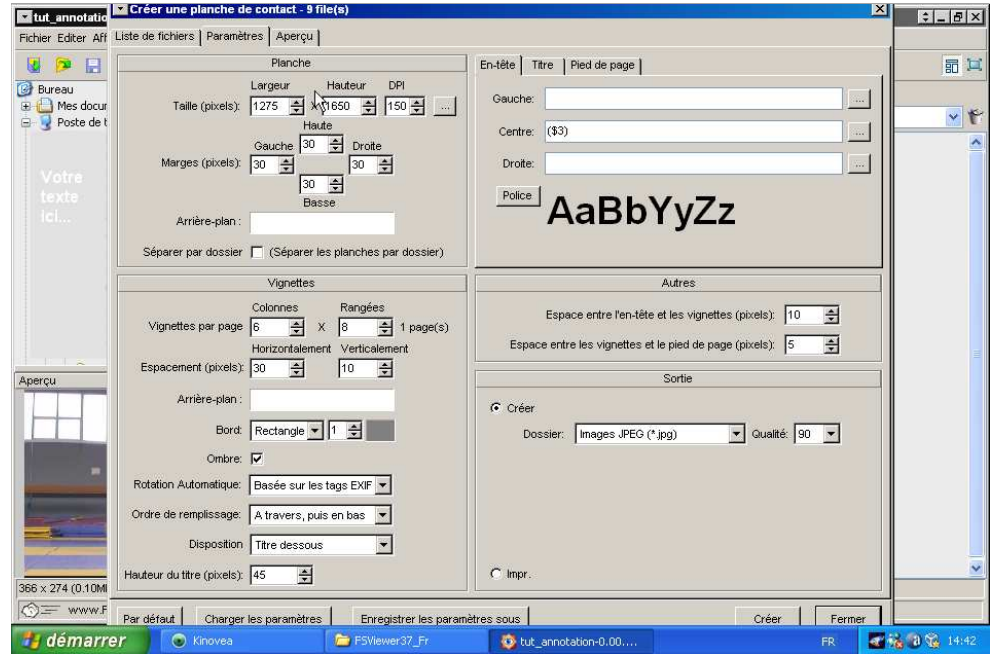 tut_annotatio
Créer une planche de contact - 9 file(s)
Fichier Editer Aff
Liste de fichiers
Paramètres
Aperçu
Bureau
Mes docur
Poste de t
Votre
texte
ici...
Planche
Largeur
Hauteur
DPI
Taille (pixels):
1275
X
1650
150
...
Haute
Gauche
30
Droite
Marges (pixels):
30
30
30
Basse
Arrière-plan :
Séparer par dossier
(Séparer les planches par dossier)
En-tête
Titre
Pied de page
Gauche:
...
Centre:
($3)
...
Droite:
...
Police
AaBbYyZz
Vignettes
Colonnes
Rangées
Vignettes par page
6
X
8
1 page(s)
Horizontalement
Verticalement
Espacement (pixels):
30
10
Arrière-plan :
Bord:
Rectangle
1
Ombre:
Rotation Automatique:
Basée sur les tags EXIF
Ordre de remplissage:
A travers, puis en bas
Disposition
Titre dessous
Hauteur du titre (pixels):
45
Autres
Espace entre l'en-tête et les vignettes (pixels):
10
Espace entre les vignettes et le pied de page (pixels):
5
Sortie
Créer
Dossier:
Images JPEG (*.jpg)
Qualité:
90
Impr.
Aperçu
366 x 274 (0.10M
www.F
Par défaut
Charger les paramètres
Enregistrer les paramètres sous
Créer
Fermer
démarrer
Kinovea
FSViewer37_Fr
tut_annotation-0.00....
FR
14:42